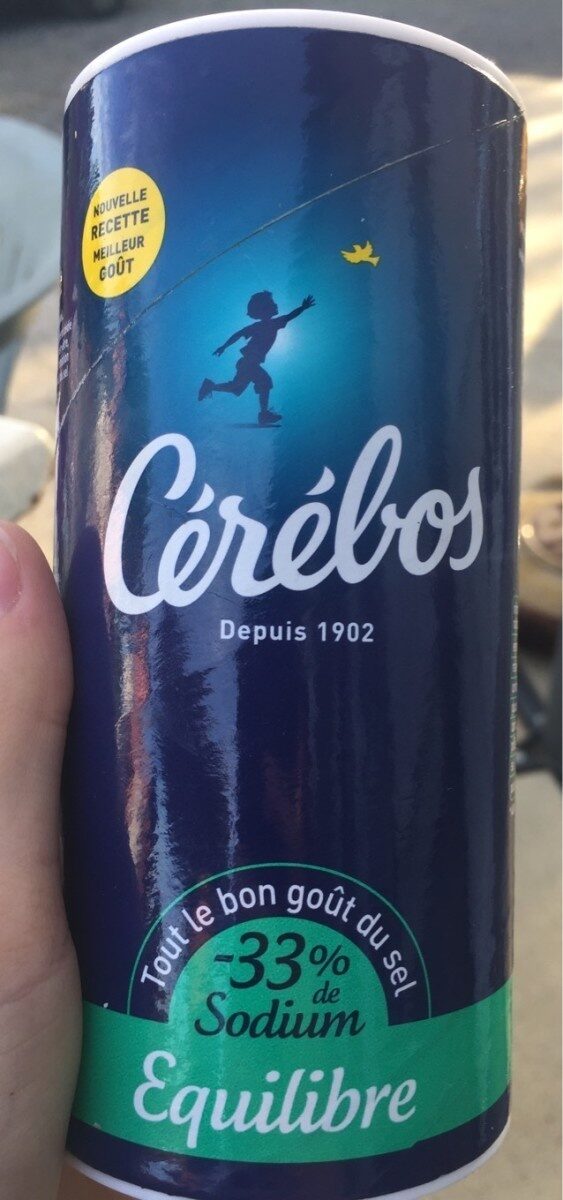 NOUVELLE
RECETTE
MEILLEUR
GOÛT
Cérébos
Depuis 1902
Tout le bon goût du sel
-33%
de
Sodium
Equilibre